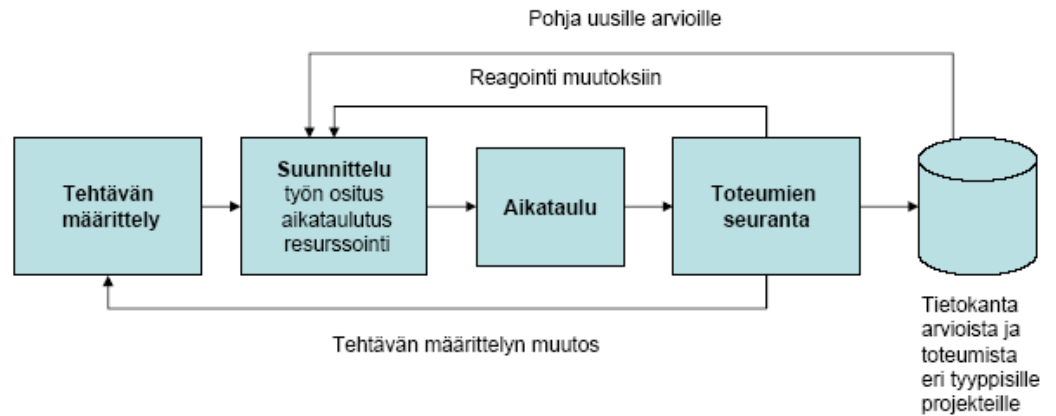 Pohja uusille arvioille
Reagointi muutoksiin
Tehtävän
määrittely
Suunnittelu
työn ositus
aikataulutus
resurssointi
Aikataulu
Toteumien
seuranta
Tehtävän määrittelyn muutos
Tietokanta
arvioista ja
toteumista
eri tyyppisille
projekteille